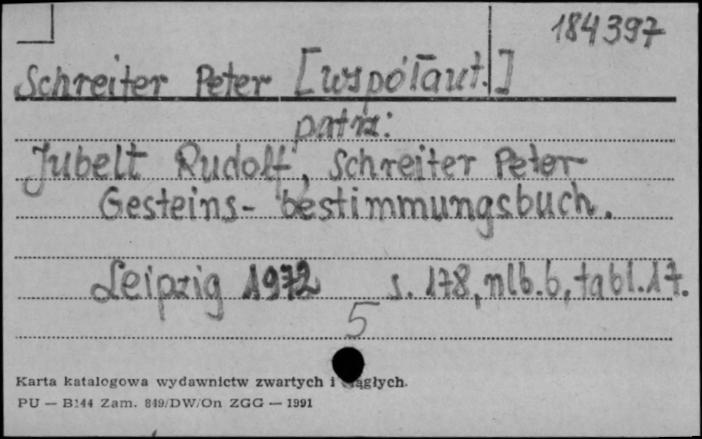 184397
Schreiter Peter [współaut.]
patrz:
Jubelt Rudolf, Schreiter Peter
Gesteins-bestimmungsbuch.
Leipzig 1972 s. 178, nlb. 6, tabl. 17.
5
Karta katalogowa wydawnictw zwartych i ciągłych.
PU — B144 Zam. 849/DW/On ZGG — 1991